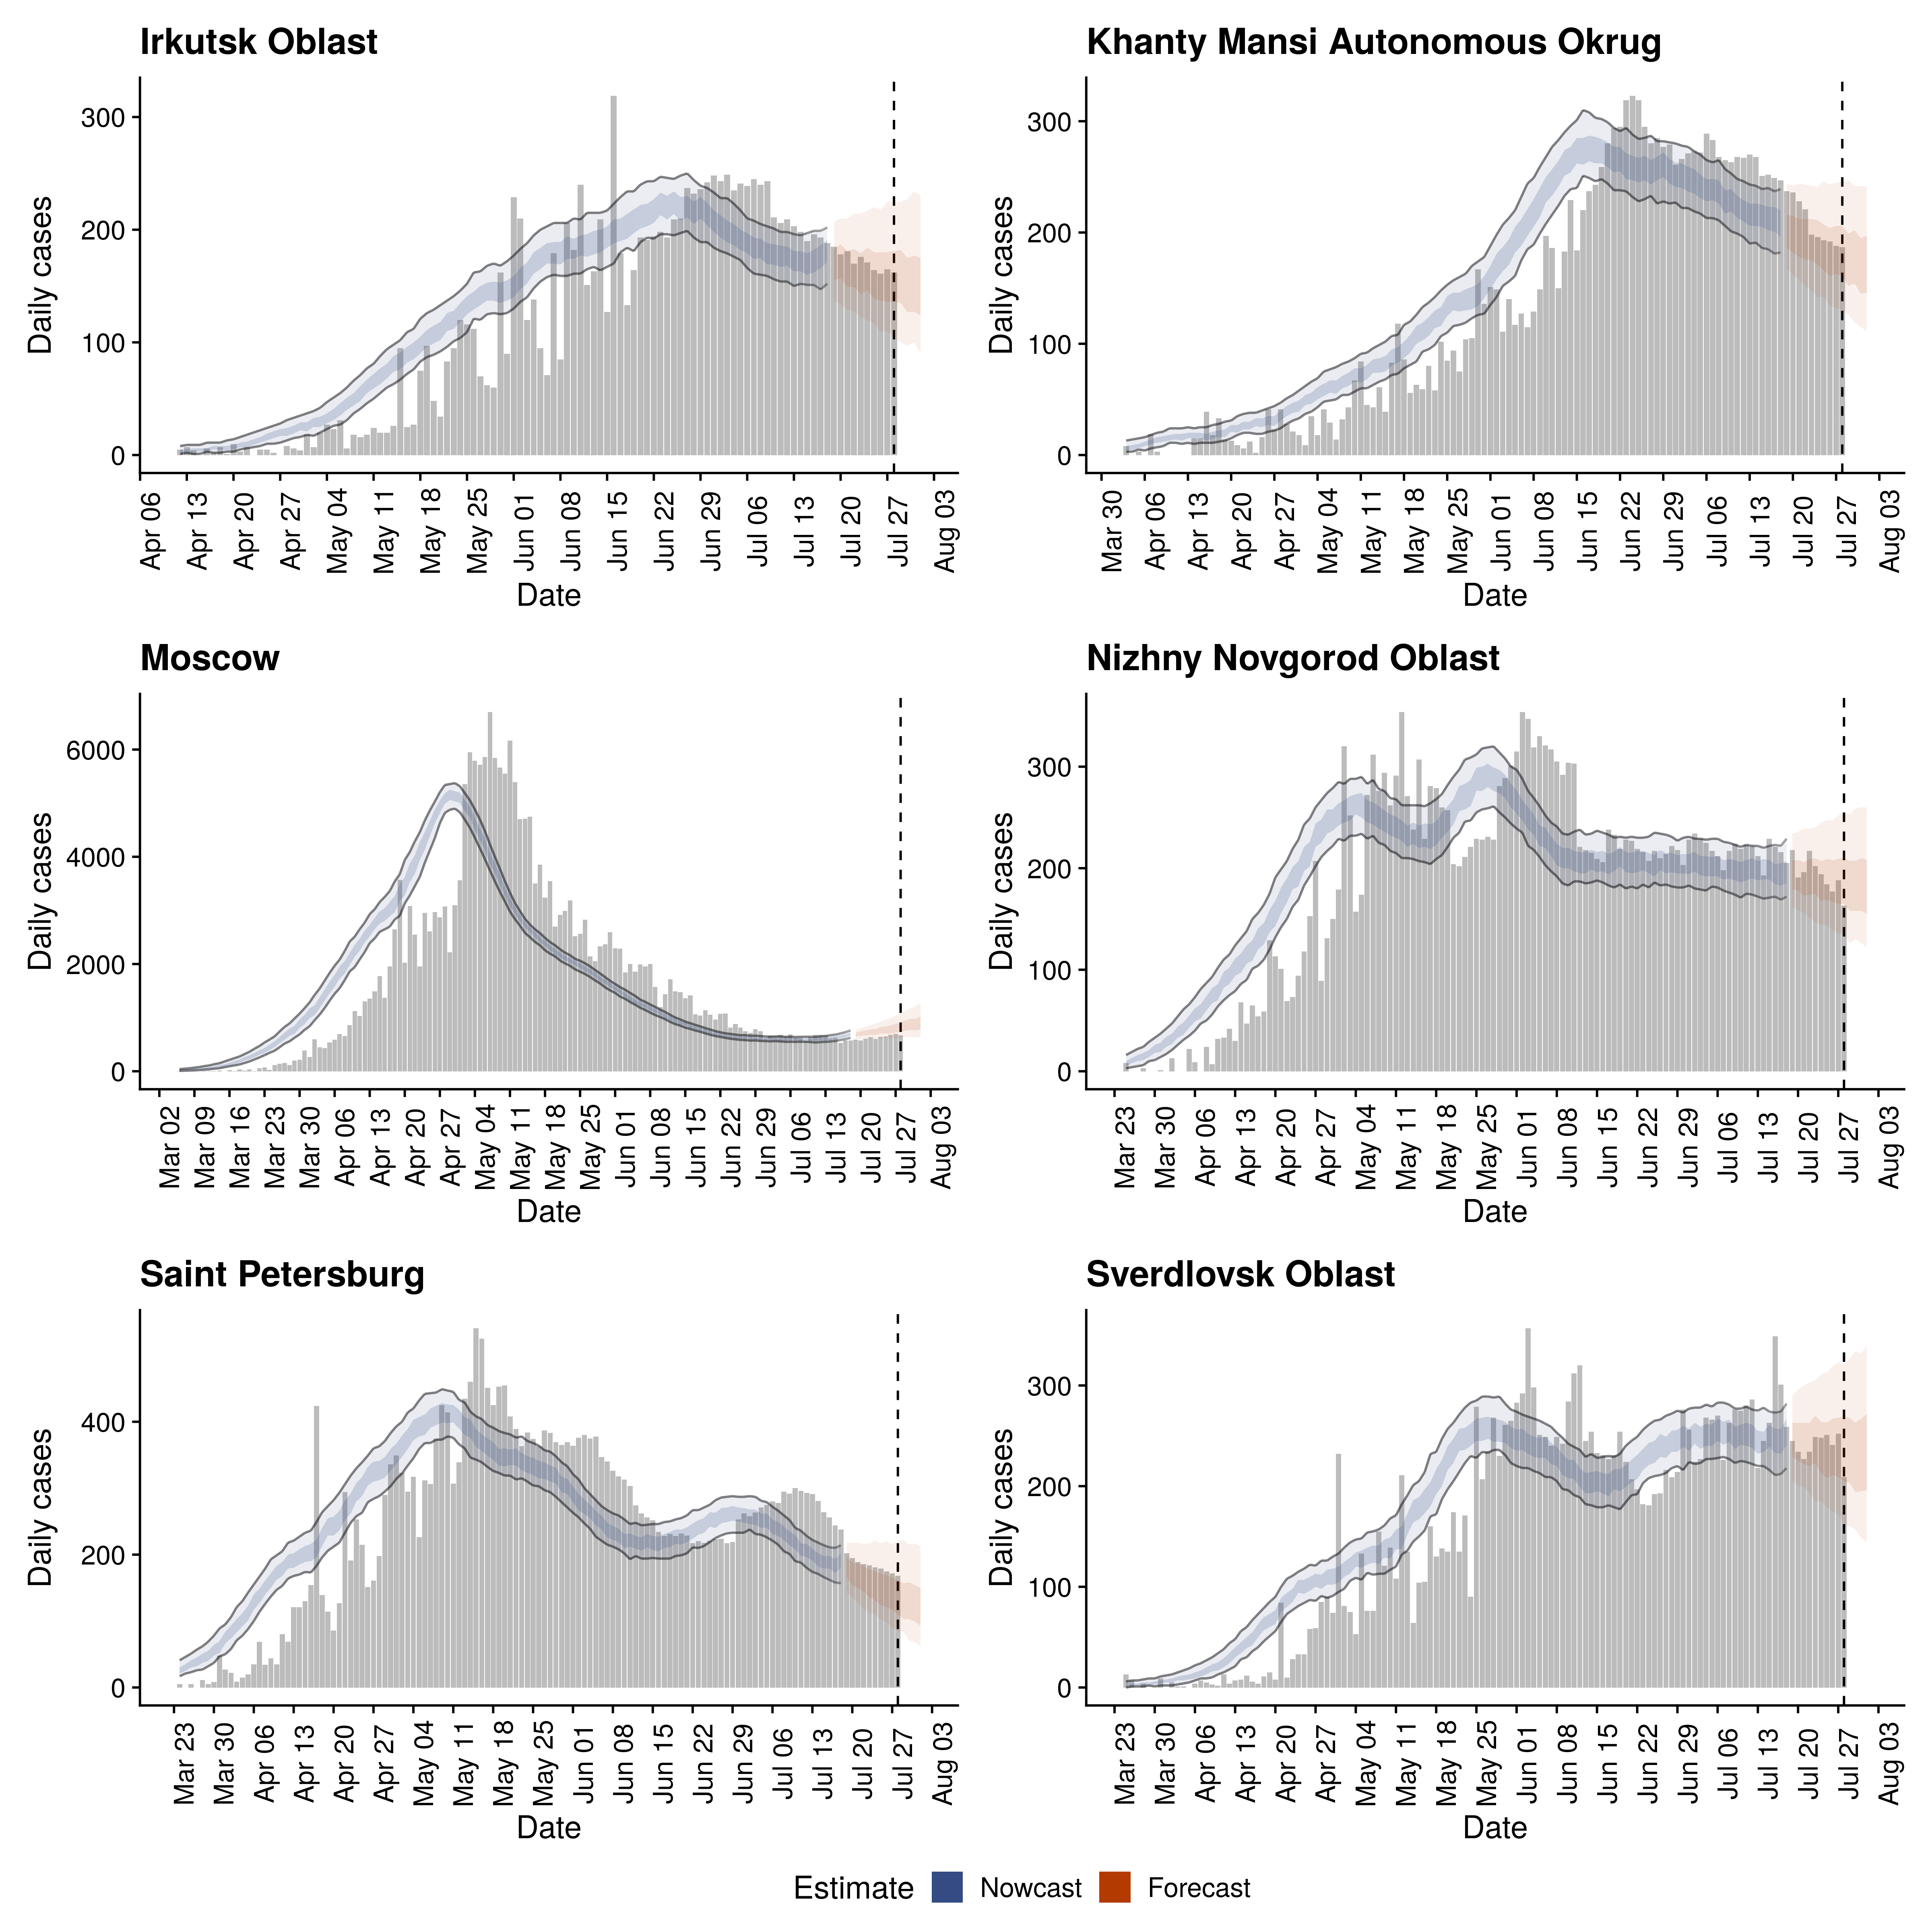 Irkutsk Oblast
Daily cases
300
200
100
0
Apr 06
Apr 13
Apr 20
Apr 27
May 04
May 11
May 18
May 25
Jun 01
Jun 08
Jun 15
Jun 22
Jun 29
Jul 06
Jul 13
Jul 20
Jul 27
Aug 03
Date
Khanty Mansi Autonomous Okrug
Daily cases
300
200
100
0
Mar 30
Apr 06
Apr 13
Apr 20
Apr 27
May 04
May 11
May 18
May 25
Jun 01
Jun 08
Jun 15
Jun 22
Jun 29
Jul 06
Jul 13
Jul 20
Jul 27
Aug 03
Date
Moscow
Daily cases
6000
4000
2000
0
Mar 02
Mar 09
Mar 16
Mar 23
Mar 30
Apr 06
Apr 13
Apr 20
Apr 27
May 04
May 11
May 18
May 25
Jun 01
Jun 08
Jun 15
Jun 22
Jun 29
Jul 06
Jul 13
Jul 20
Jul 27
Aug 03
Date
Nizhny Novgorod Oblast
Daily cases
300
200
100
0
Mar 23
Mar 30
Apr 06
Apr 13
Apr 20
Apr 27
May 04
May 11
May 18
May 25
Jun 01
Jun 08
Jun 15
Jun 22
Jun 29
Jul 06
Jul 13
Jul 20
Jul 27
Aug 03
Date
Saint Petersburg
Daily cases
400
200
0
Mar 23
Mar 30
Apr 06
Apr 13
Apr 20
Apr 27
May 04
May 11
May 18
May 25
Jun 01
Jun 08
Jun 15
Jun 22
Jun 29
Jul 06
Jul 13
Jul 20
Jul 27
Aug 03
Date
Sverdlovsk Oblast
Daily cases
300
200
100
0
Mar 23
Mar 30
Apr 06
Apr 13
Apr 20
Apr 27
May 04
May 11
May 18
May 25
Jun 01
Jun 08
Jun 15
Jun 22
Jun 29
Jul 06
Jul 13
Jul 20
Jul 27
Aug 03
Date
Estimate Nowcast Forecast